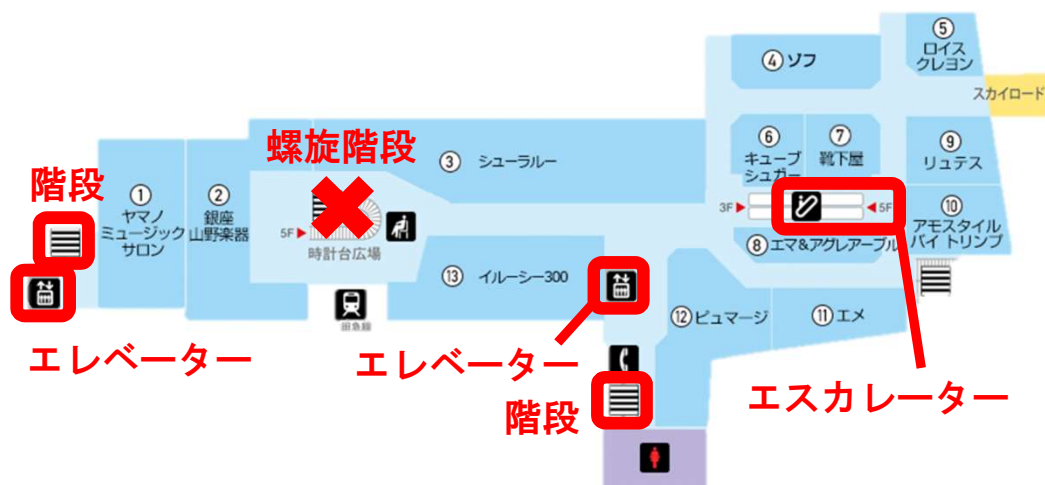 ⑤
ロイス
クレヨン
④ ゾフ
スカイロード
螺旋階段
③ シューラルー
⑥
キューブ
シュガー
⑦
靴下屋
⑨
リュテス
階段
①
ヤマノ
ミュージック
サロン
②
銀座
山野楽器
5F
時計台広場
3F
5F
⑩
アモスタイル
バイ トリンプ
⑧ エマ&アグレアーブル
⑬ イルーシー300
⑫ ピュマージ
⑪ エメ
エレベーター
エレベーター
階段
エスカレーター